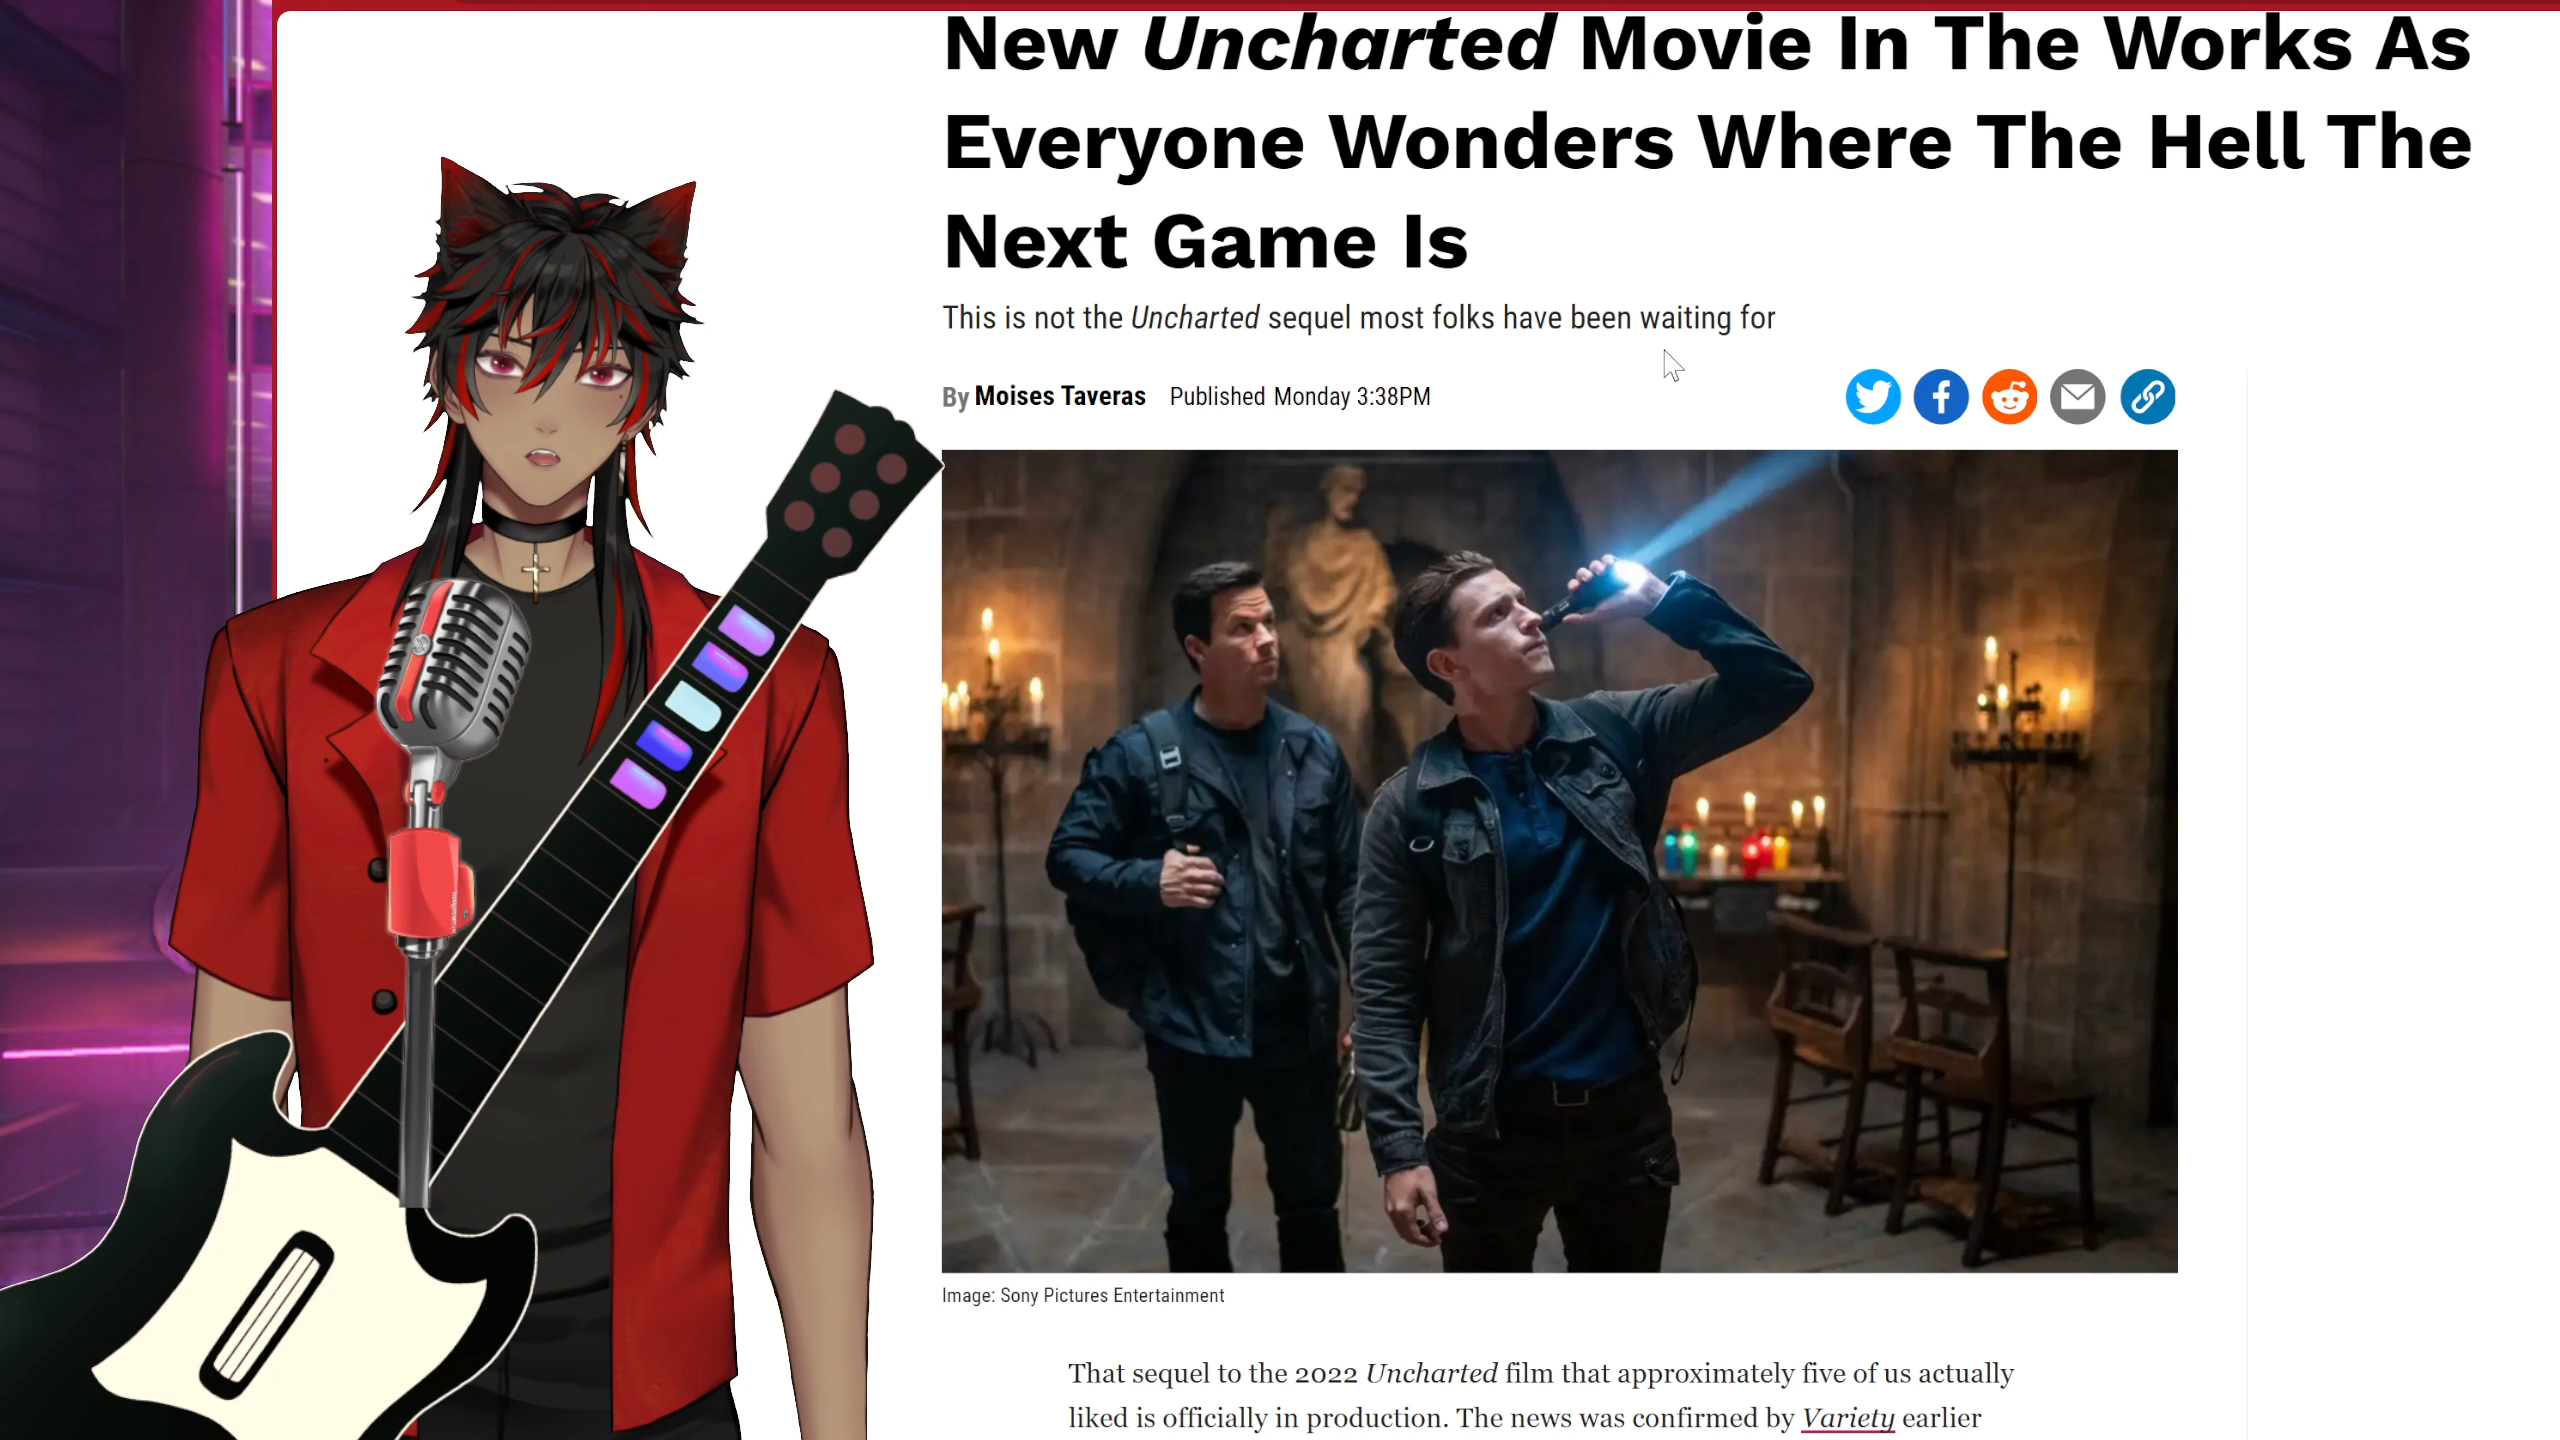 New Uncharted Movie In The Works As
Everyone Wonders Where The Hell The
Next Game Is
This is not the Uncharted sequel most folks have been waiting for
By Moises Taveras Published Monday 3:38PM
Image: Sony Pictures Entertainment
That sequel to the 2022 Uncharted film that approximately five of us actually
liked is officially in production. The news was confirmed by Variety earlier